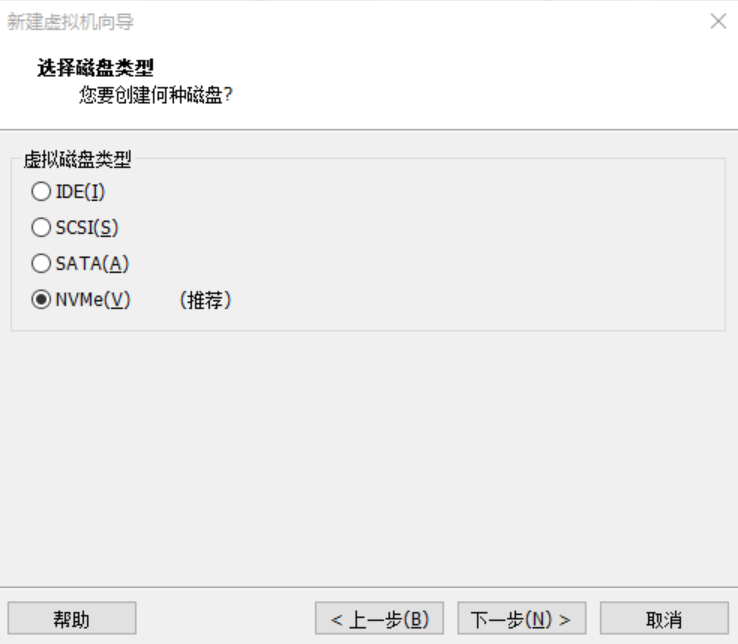 新建虚拟机向导
选择磁盘类型
您要创建何种磁盘?
虚拟磁盘类型
IDE(I)
SCSI(S)
SATA(A)
NVMe(V) (推荐)
帮助 < 上一步(B) 下一步(N) > 取消